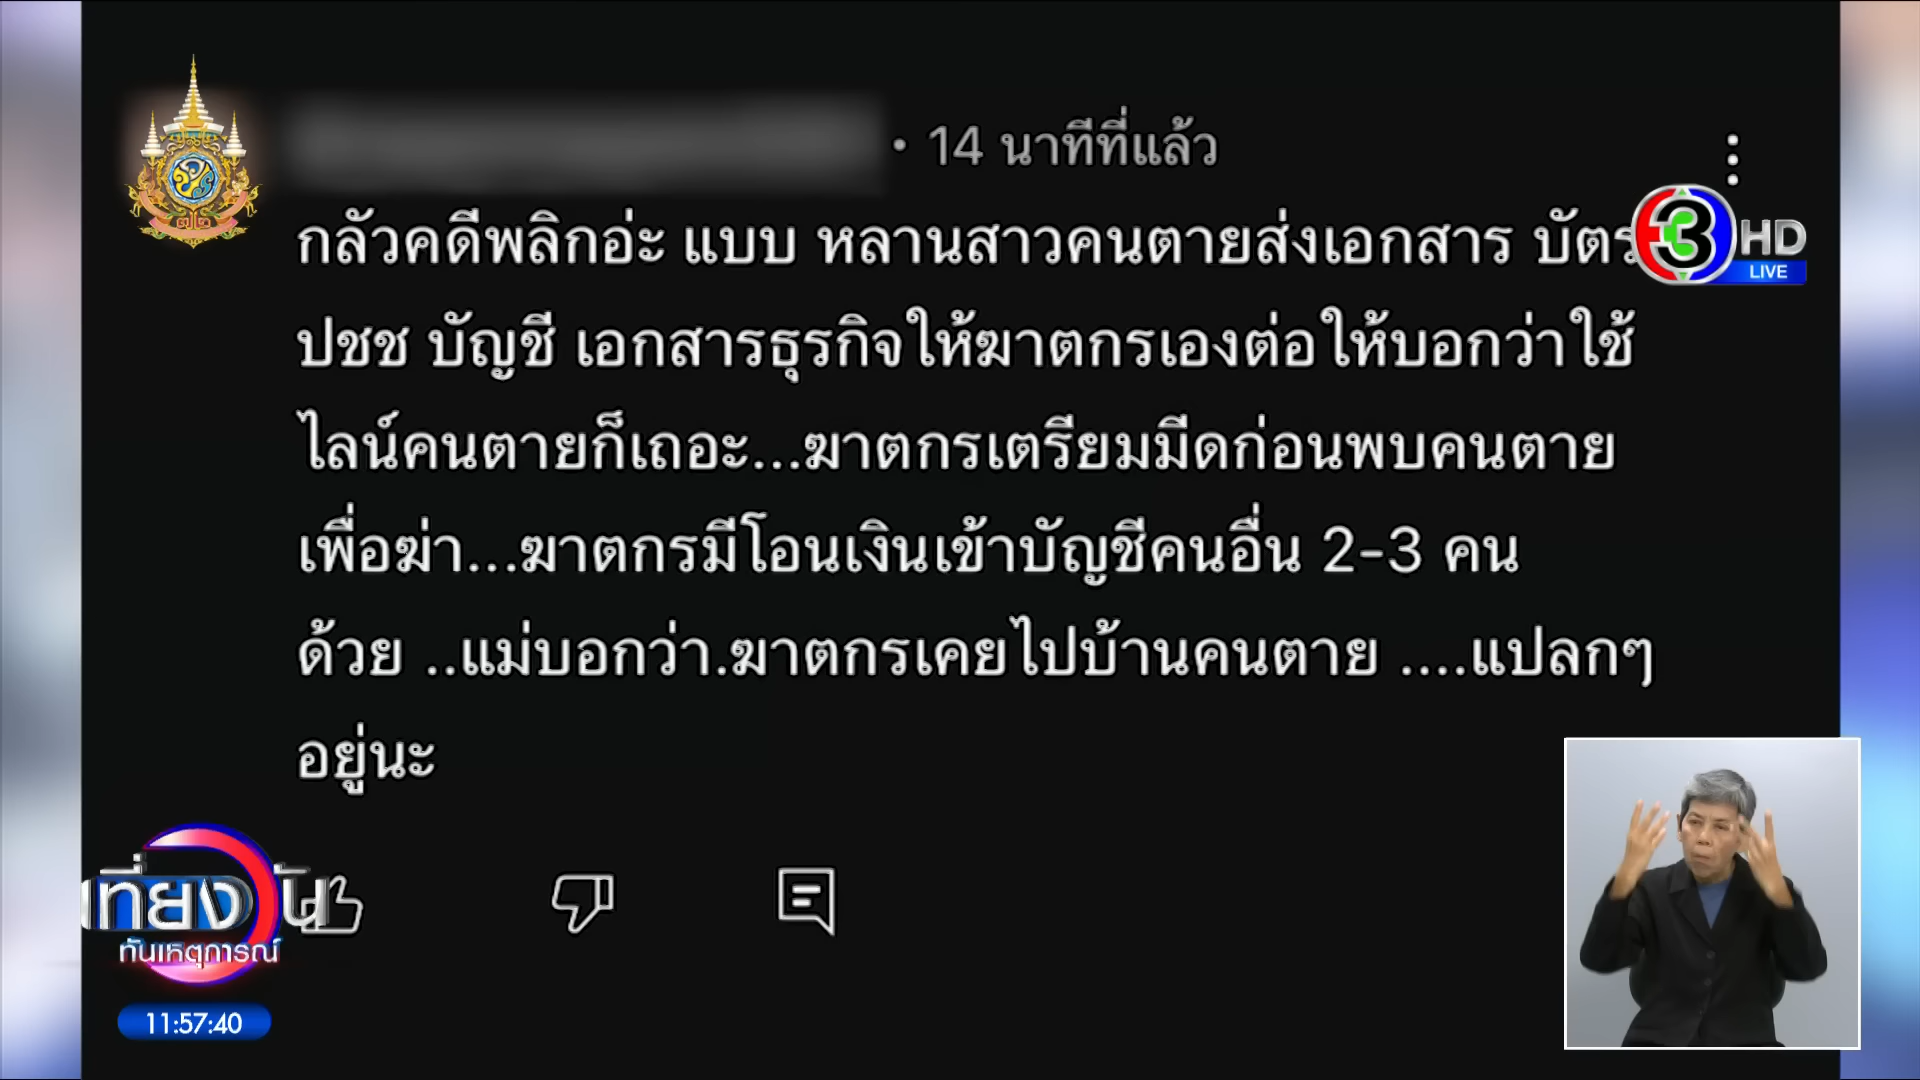 • 14 นาทีที่แล้ว
กลัวคดีพลิกอ่ะ แบบ หลานสาวคนตายส่งเอกสาร บัตร
ปชช บัญชี เอกสารธุรกิจให้ฆาตกรเองต่อให้บอกว่าใช้
ไลน์คนตายก็เถอะ...ฆาตกรเตรียมมีดก่อนพบคนตาย
เพื่อฆ่า...ฆาตกรมีโอนเงินเข้าบัญชีคนอื่น 2-3 คน
ด้วย ..แม่บอกว่า.ฆาตกรเคยไปบ้านคนตาย ....แปลกๆ
อยู่นะ
3 HD
LIVE
เที่ยงวัน
ทันเหตุการณ์
11:57:40